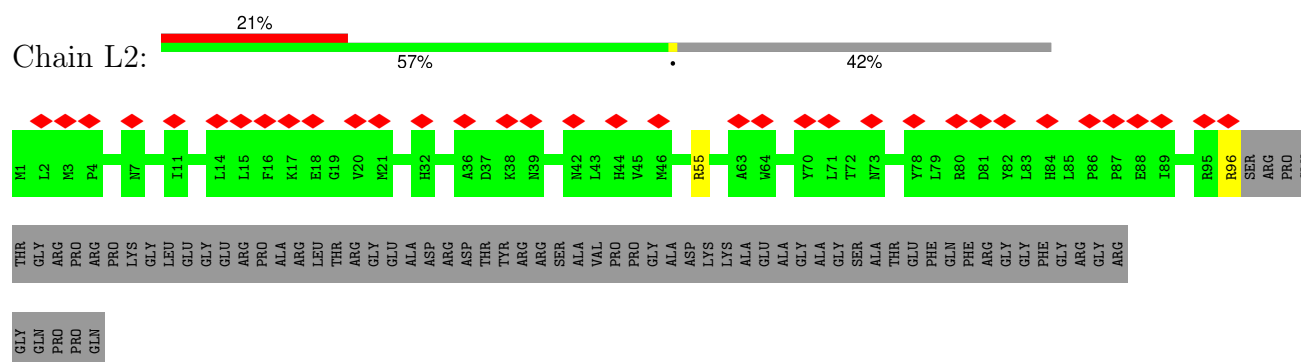 Chain L2:
21%
57% • 42%
M1 L2 M3 P4 N7 I11 L14 L15 F16 K17 E18 G19 V20 M21 H32 A36 D37 K38 N39 N42 L43 H44 V45 M46 R55 A63 W64 Y70 L71 T72 N73 Y78 L79 R80 D81 Y82 L83 H84 L85 P86 P87 E88 I89 R95 R96 SER ARG PRO
THR GLY ARG PRO ARG PRO LYS GLY LEU GLU GLY GLU ARG PRO ALA ARG LEU THR ARG GLY GLU ALA ASP ARG ASP THR TYR ARG ARG SER ALA VAL PRO PRO GLY ALA ASP LYS LYS ALA GLU ALA GLY ALA GLY SER ALA THR GLU PHE GLN PHE ARG GLY GLY PHE GLY ARG GLY ARG
GLY GLN PRO PRO GLN